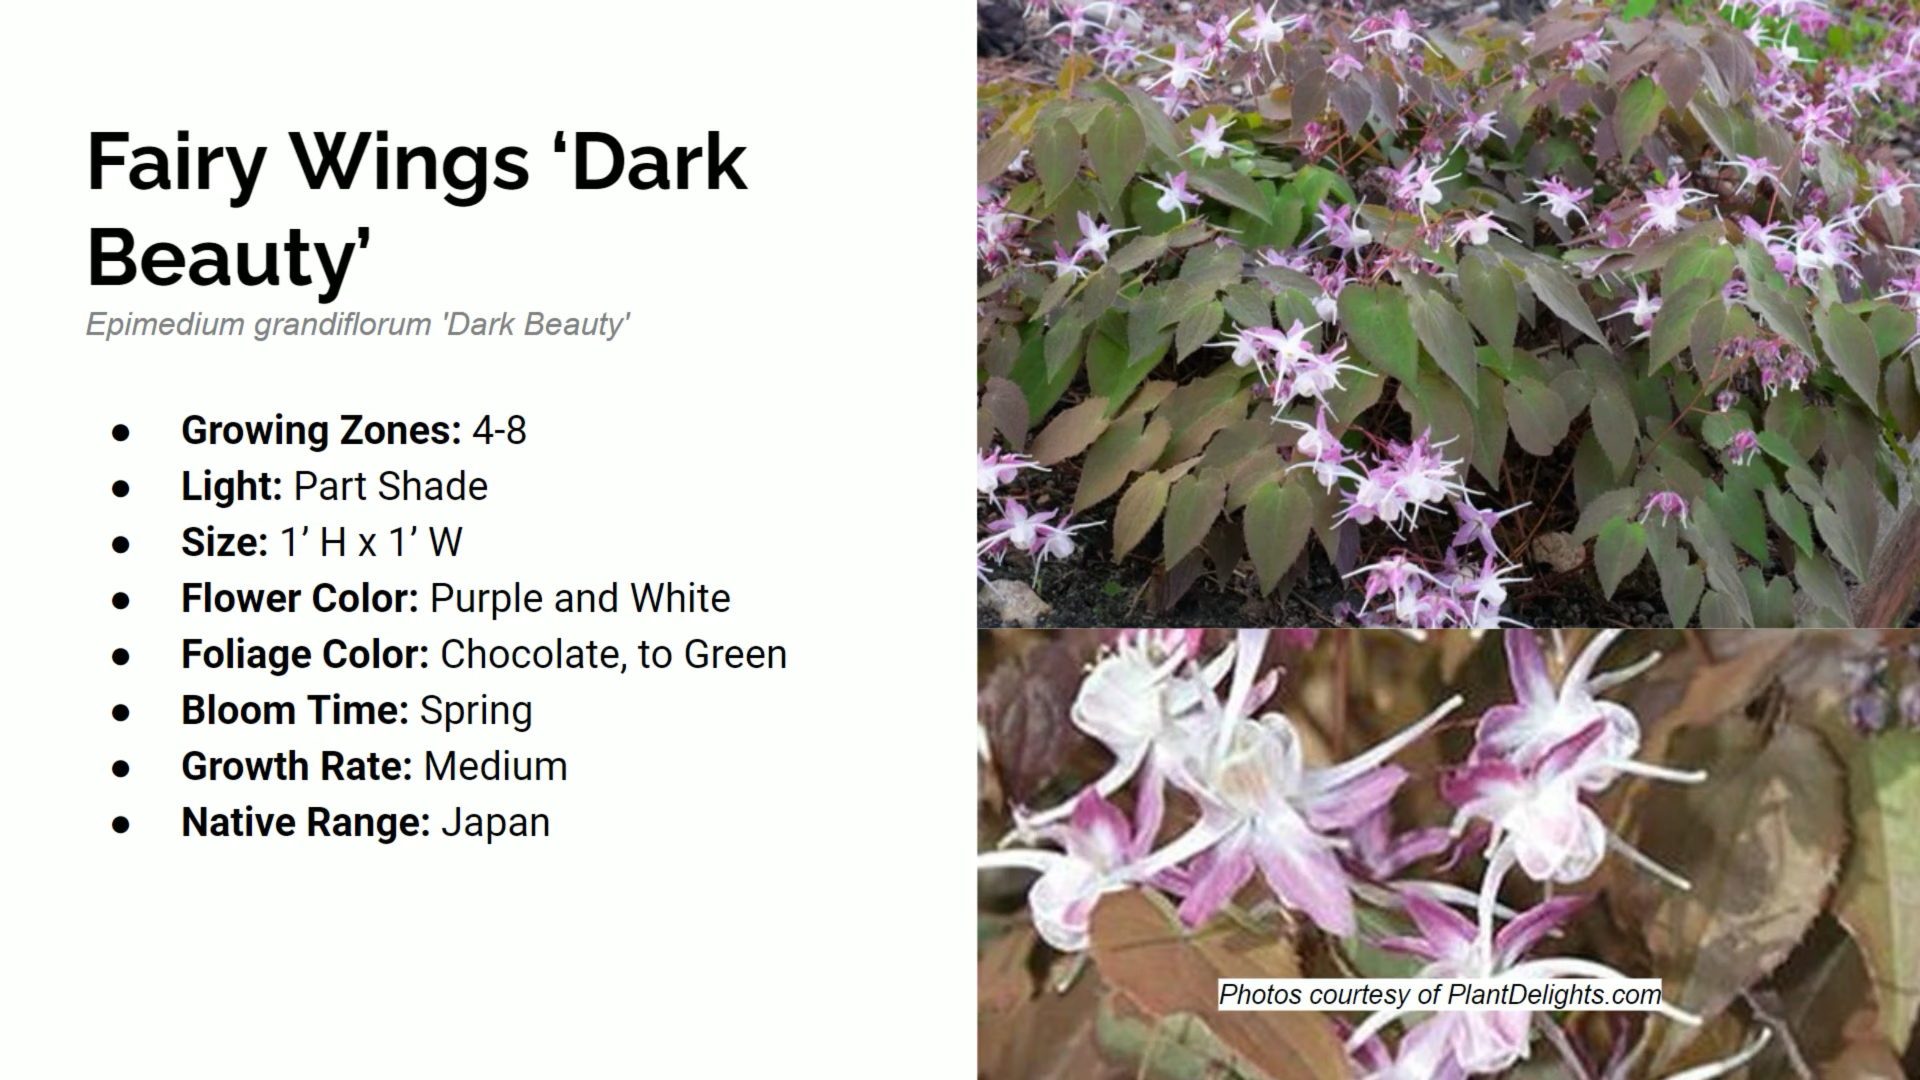 Fairy Wings ‘Dark
Beauty’
Epimedium grandiflorum 'Dark Beauty'
● Growing Zones: 4-8
● Light: Part Shade
● Size: 1’ H x 1’ W
● Flower Color: Purple and White
● Foliage Color: Chocolate, to Green
● Bloom Time: Spring
● Growth Rate: Medium
● Native Range: Japan
Photos courtesy of PlantDelights.com